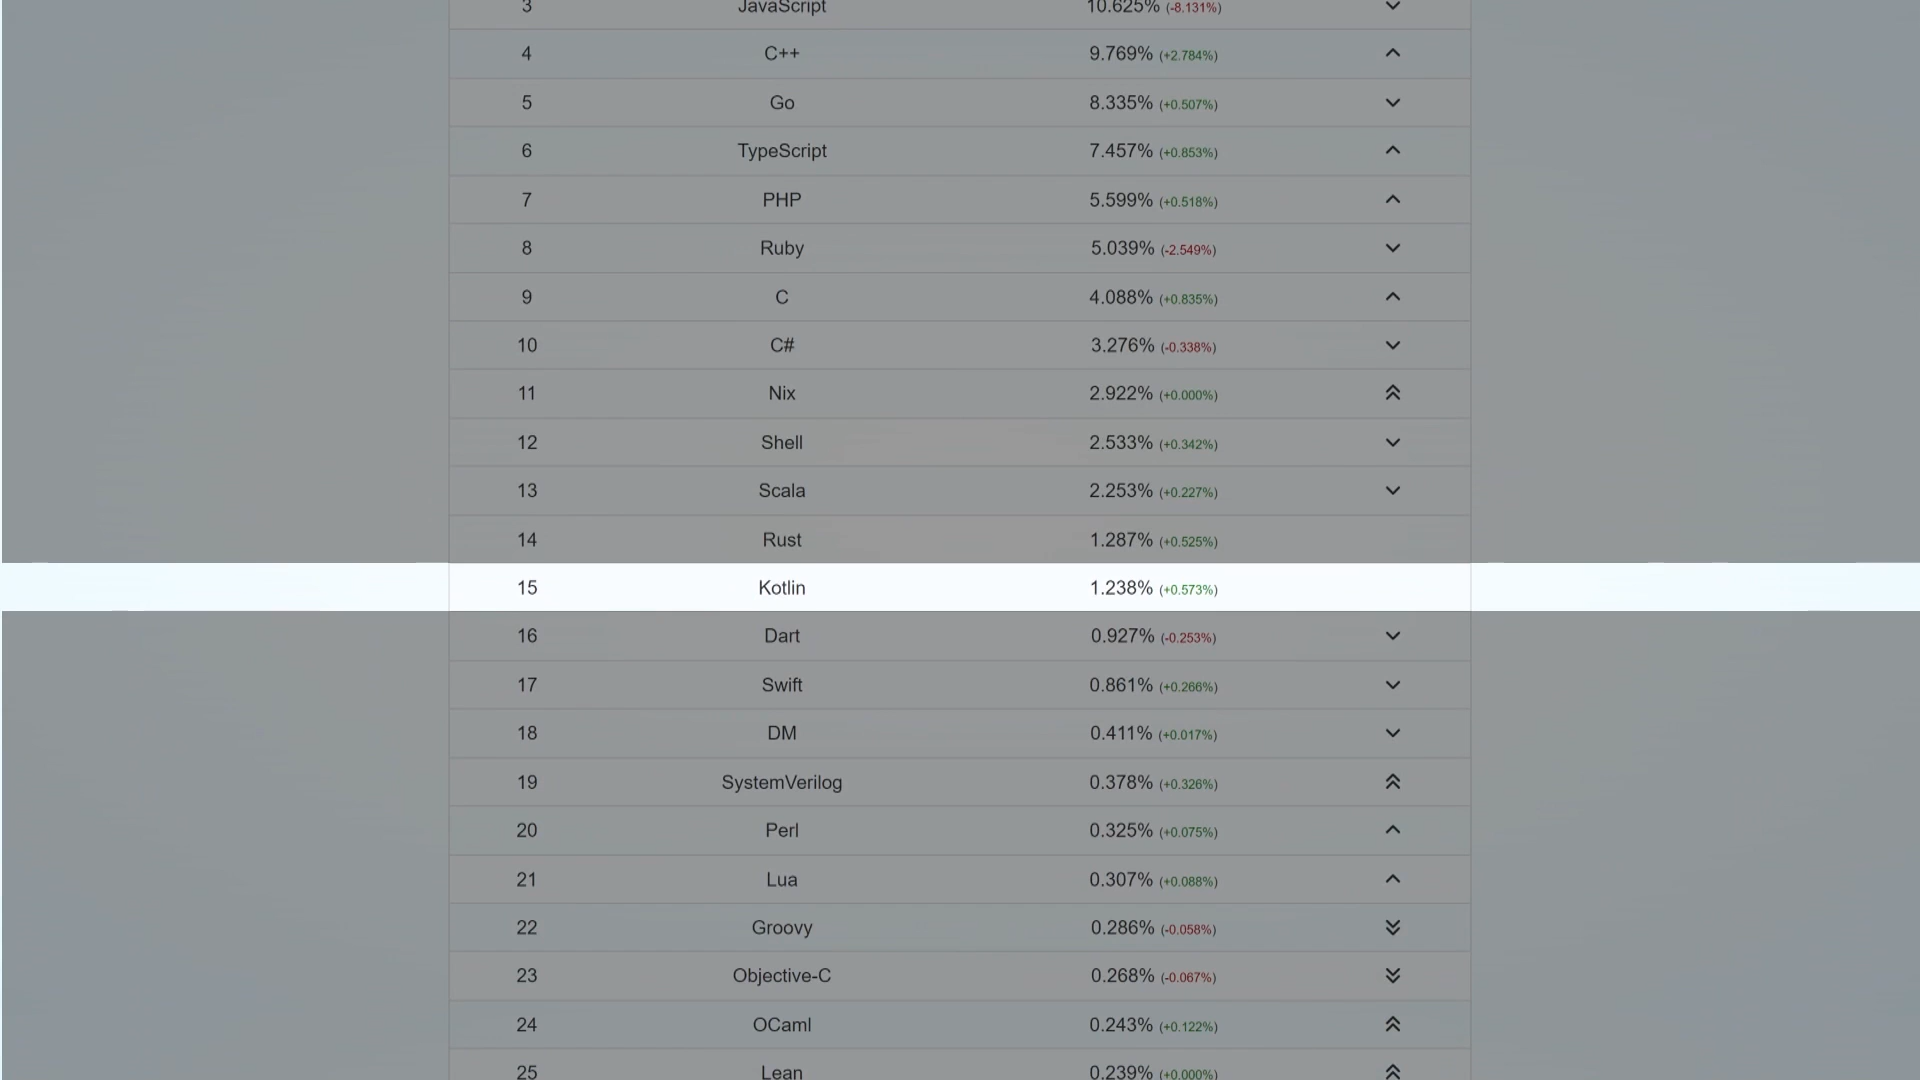 3 JavaScript 10.625% (-8.131%)
4 C++ 9.769% (+2.784%)
5 Go 8.335% (+0.507%)
6 TypeScript 7.457% (+0.853%)
7 PHP 5.599% (+0.518%)
8 Ruby 5.039% (-2.549%)
9 C 4.088% (+0.835%)
10 C# 3.276% (-0.338%)
11 Nix 2.922% (+0.000%)
12 Shell 2.533% (+0.342%)
13 Scala 2.253% (+0.227%)
14 Rust 1.287% (+0.525%)
15 Kotlin 1.238% (+0.573%)
16 Dart 0.927% (-0.253%)
17 Swift 0.861% (+0.266%)
18 DM 0.411% (+0.017%)
19 SystemVerilog 0.378% (+0.326%)
20 Perl 0.325% (+0.075%)
21 Lua 0.307% (+0.088%)
22 Groovy 0.286% (-0.058%)
23 Objective-C 0.268% (-0.067%)
24 OCaml 0.243% (+0.122%)
25 Lean 0.239% (+0.000%)